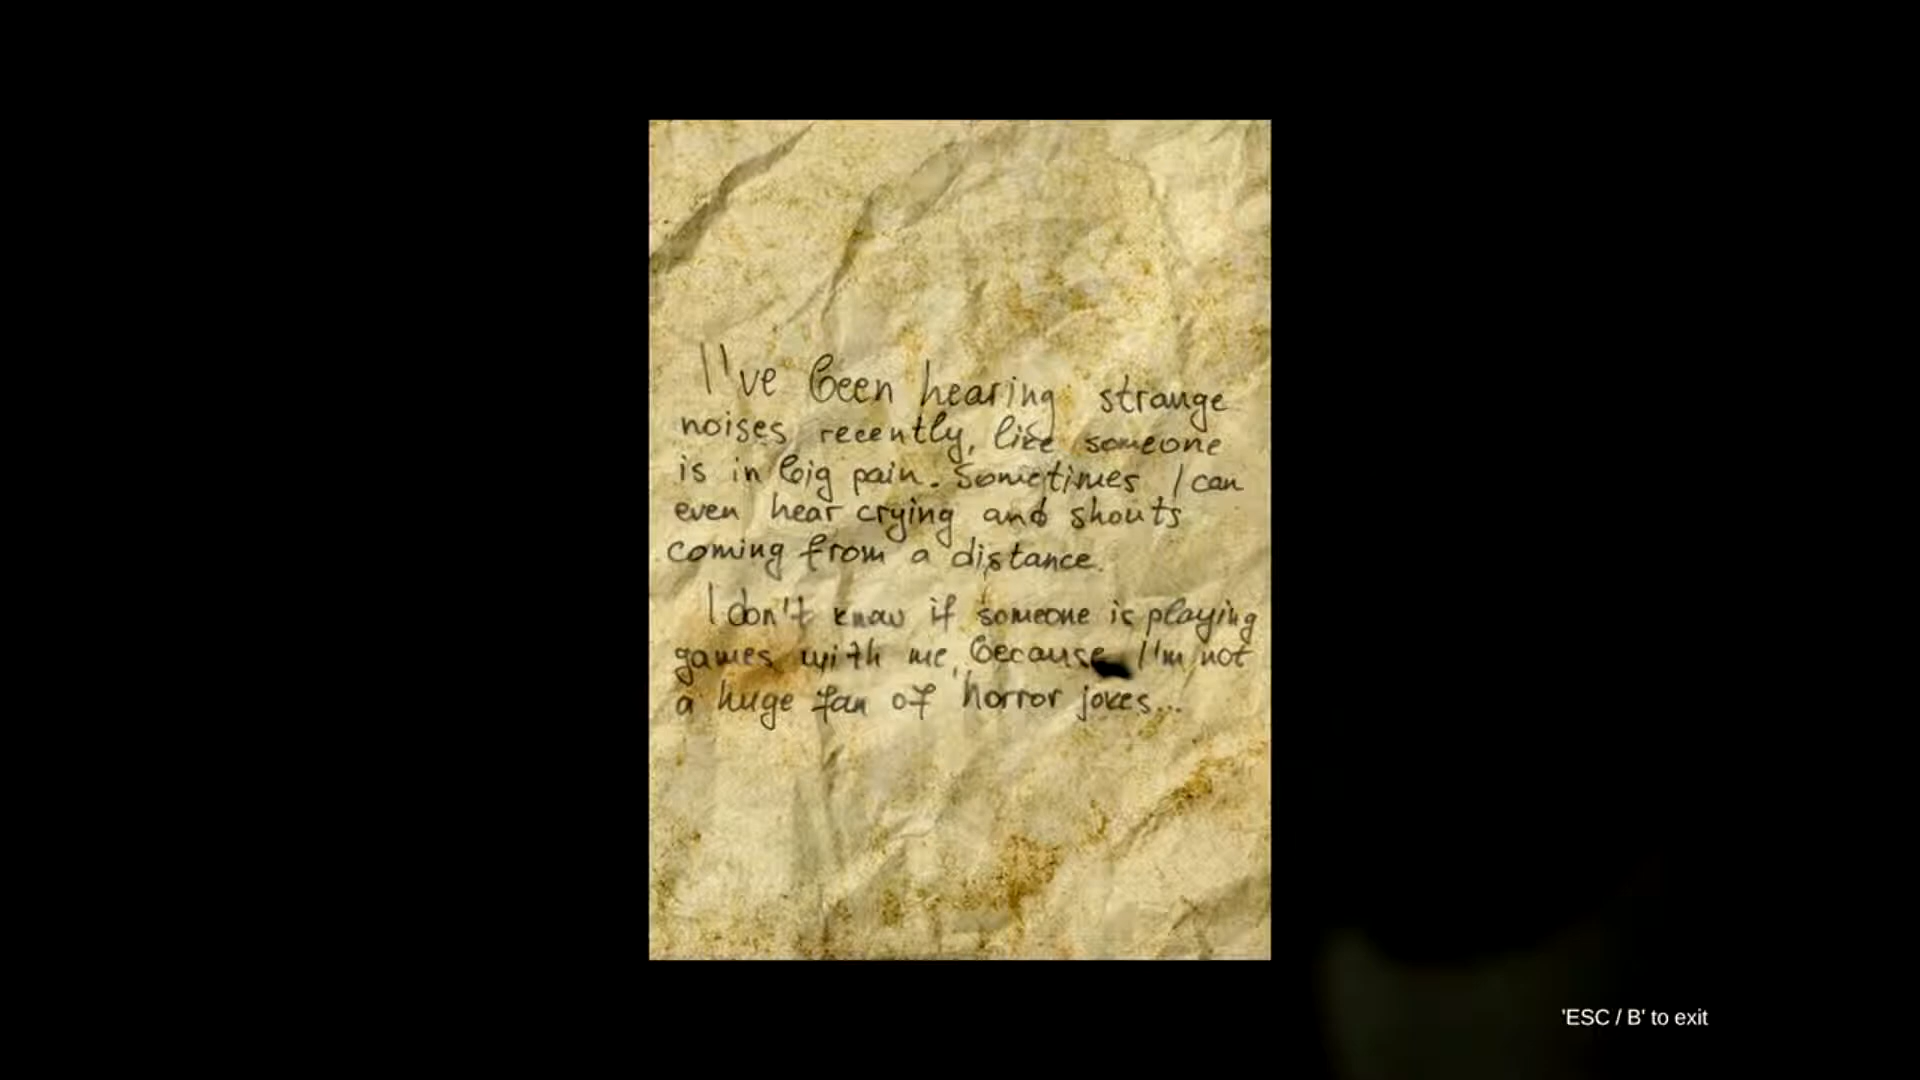 I've been hearing strange
noises recently, like someone
is in big pain. Sometimes I can
even hear crying and shouts
coming from a distance.
I don't know if someone is playing
games with me, because I'm not
a huge fan of horror jokes...
'ESC / B' to exit